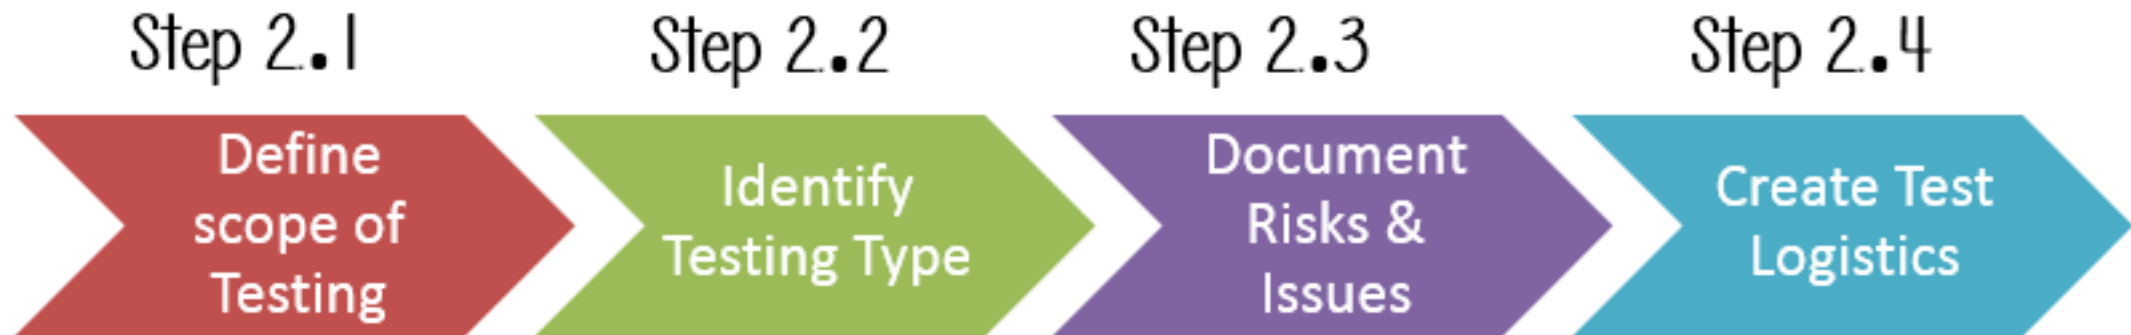 Step 2.1
Step 2.2
Step 2.3
Step 2.4
Define
scope of
Testing
Identify
Testing Type
Document
Risks &
Issues
Create Test
Logistics